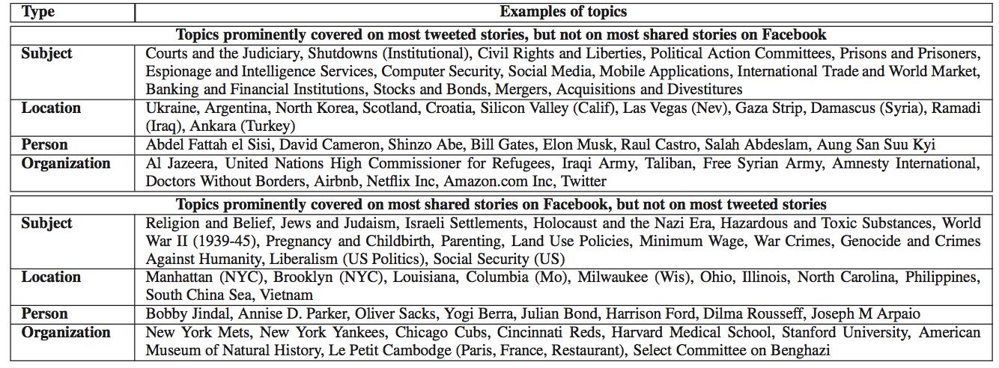 Type Examples of topics
Topics prominently covered on most tweeted stories, but not on most shared stories on Facebook
Subject Courts and the Judiciary, Shutdowns (Institutional), Civil Rights and Liberties, Political Action Committees, Prisons and Prisoners,
Espionage and Intelligence Services, Computer Security, Social Media, Mobile Applications, International Trade and World Market,
Banking and Financial Institutions, Stocks and Bonds, Mergers, Acquisitions and Divestitures
Location Ukraine, Argentina, North Korea, Scotland, Croatia, Silicon Valley (Calif), Las Vegas (Nev), Gaza Strip, Damascus (Syria), Ramadi
(Iraq), Ankara (Turkey)
Person Abdel Fattah el Sisi, David Cameron, Shinzo Abe, Bill Gates, Elon Musk, Raul Castro, Salah Abdeslam, Aung San Suu Kyi
Organization Al Jazeera, United Nations High Commissioner for Refugees, Iraqi Army, Taliban, Free Syrian Army, Amnesty International,
Doctors Without Borders, Airbnb, Netflix Inc, Amazon.com Inc, Twitter
Topics prominently covered on most shared stories on Facebook, but not on most tweeted stories
Subject Religion and Belief, Jews and Judaism, Israeli Settlements, Holocaust and the Nazi Era, Hazardous and Toxic Substances, World
War II (1939-45), Pregnancy and Childbirth, Parenting, Land Use Policies, Minimum Wage, War Crimes, Genocide and Crimes
Against Humanity, Liberalism (US Politics), Social Security (US)
Location Manhattan (NYC), Brooklyn (NYC), Louisiana, Columbia (Mo), Milwaukee (Wis), Ohio, Illinois, North Carolina, Philippines,
South China Sea, Vietnam
Person Bobby Jindal, Annise D. Parker, Oliver Sacks, Yogi Berra, Julian Bond, Harrison Ford, Dilma Rousseff, Joseph M Arpaio
Organization New York Mets, New York Yankees, Chicago Cubs, Cincinnati Reds, Harvard Medical School, Stanford University, American
Museum of Natural History, Le Petit Cambodge (Paris, France, Restaurant), Select Committee on Benghazi